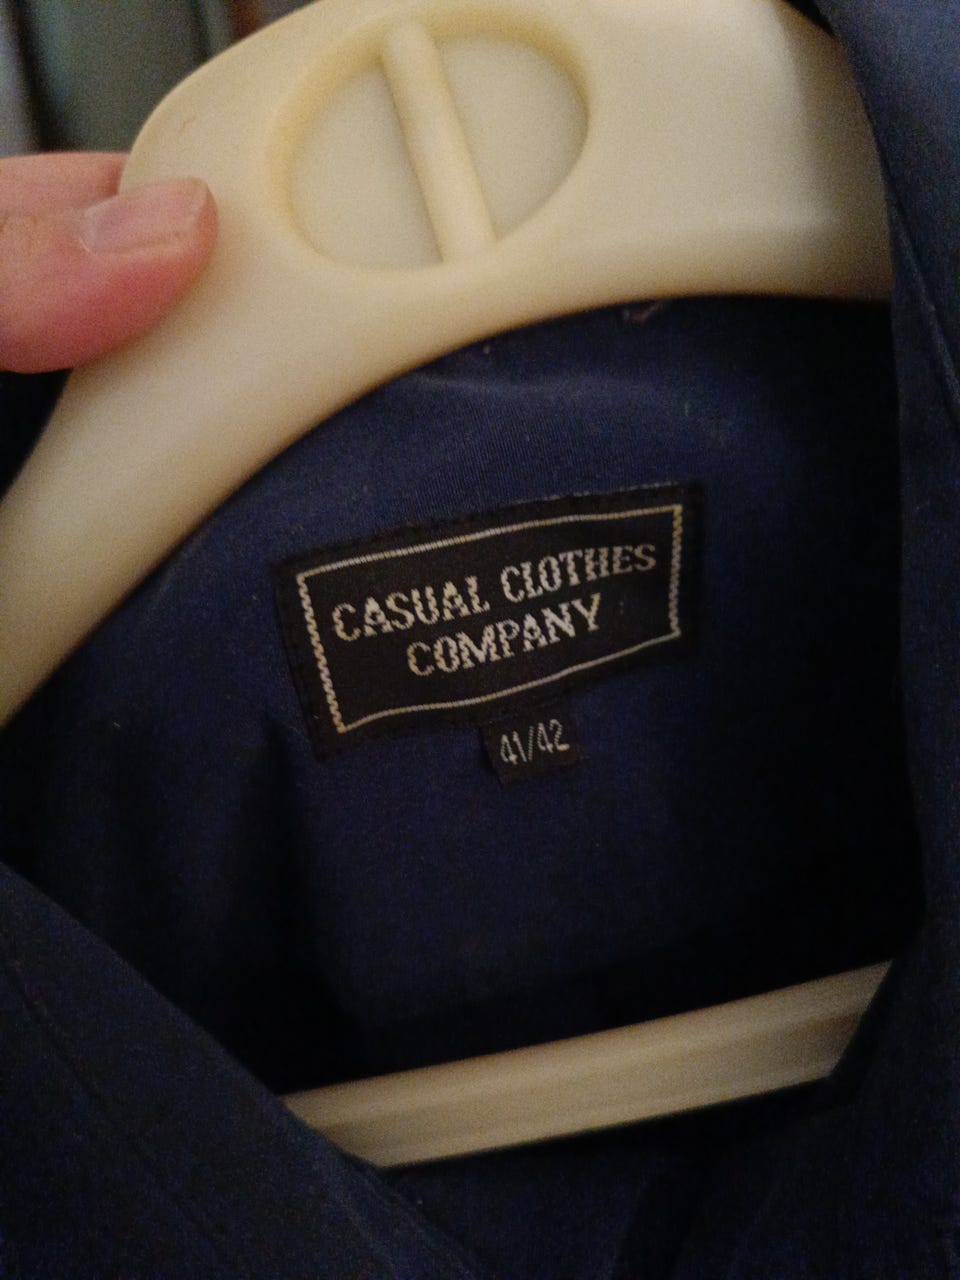 CASUAL CLOTHES
COMPANY
41/42